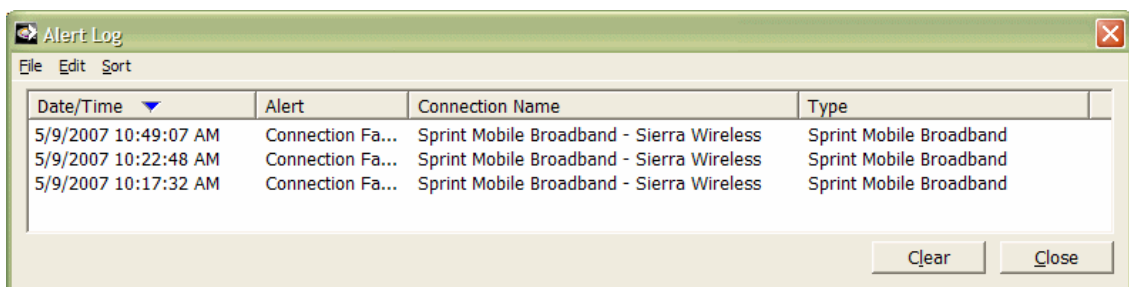 Alert Log
File Edit Sort
Date/Time Alert Connection Name Type
5/9/2007 10:49:07 AM Connection Fa... Sprint Mobile Broadband - Sierra Wireless Sprint Mobile Broadband
5/9/2007 10:22:48 AM Connection Fa... Sprint Mobile Broadband - Sierra Wireless Sprint Mobile Broadband
5/9/2007 10:17:32 AM Connection Fa... Sprint Mobile Broadband - Sierra Wireless Sprint Mobile Broadband
Clear Close